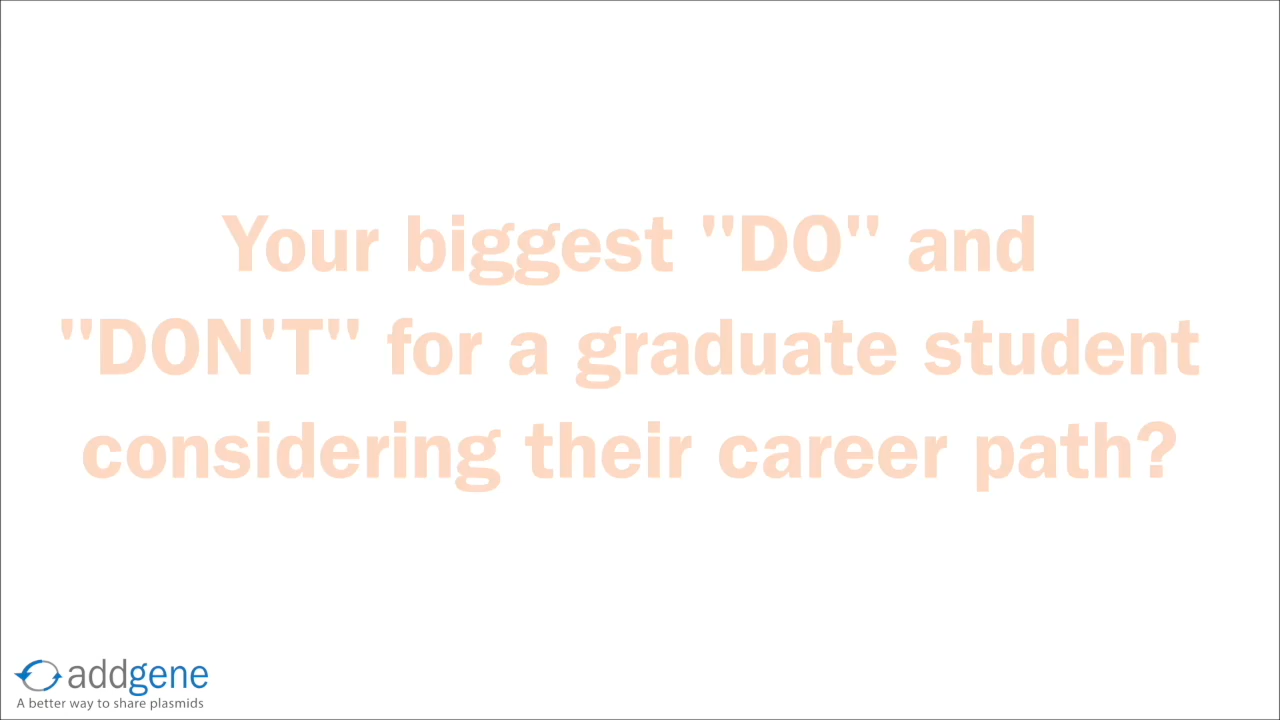 Your biggest "DO" and
"DON'T" for a graduate student
considering their career path?
addgene
A better way to share plasmids